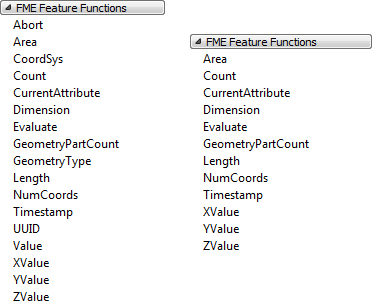 FME Feature Functions
Abort
Area
CoordSys
Count
CurrentAttribute
Dimension
Evaluate
GeometryPartCount
GeometryType
Length
NumCoords
Timestamp
UUID
Value
XValue
YValue
ZValue
FME Feature Functions
Area
Count
CurrentAttribute
Dimension
Evaluate
GeometryPartCount
Length
NumCoords
Timestamp
XValue
YValue
ZValue